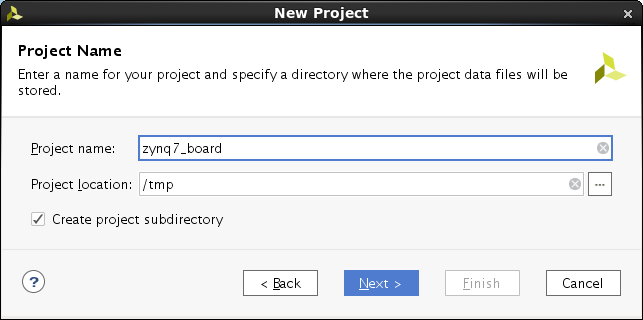 New Project
Project Name
Enter a name for your project and specify a directory where the project data files will be
stored.
Project name: zynq7_board
Project location: /tmp ...
Create project subdirectory
? < Back Next > Finish Cancel